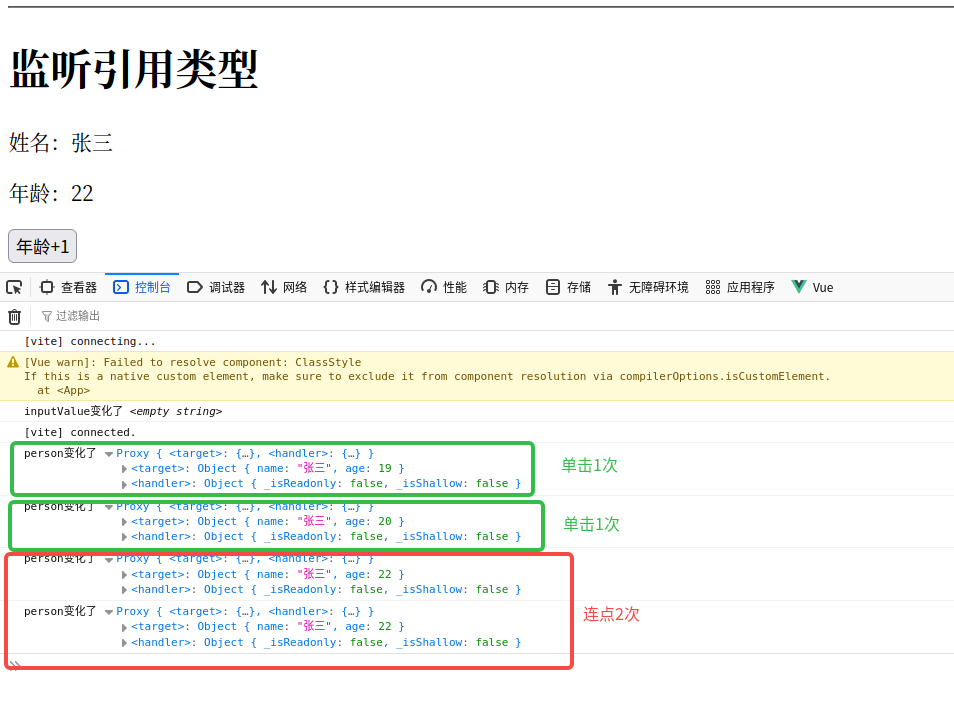 监听引用类型
姓名：张三
年龄：22
年龄+1
查看器 控制台 调试器 网络 样式编辑器 性能 内存 存储 无障碍环境 应用程序 Vue
过滤输出
[vite] connecting...
[Vue warn]: Failed to resolve component: ClassStyle
If this is a native custom element, make sure to exclude it from component resolution via compilerOptions.isCustomElement.
at <App>
inputValue变化了 <empty string>
[vite] connected.
person变化了 Proxy { <target>: {…}, <handler>: {…} }
<target>: Object { name: "张三", age: 19 }
单击1次
<handler>: Object { _isReadonly: false, _isShallow: false }
person变化了 Proxy { <target>: {…}, <handler>: {…} }
<target>: Object { name: "张三", age: 20 }
单击1次
<handler>: Object { _isReadonly: false, _isShallow: false }
person变化了 Proxy { <target>: {…}, <handler>: {…} }
<target>: Object { name: "张三", age: 22 }
<handler>: Object { _isReadonly: false, _isShallow: false }
person变化了 Proxy { <target>: {…}, <handler>: {…} }
连点2次
<target>: Object { name: "张三", age: 22 }
<handler>: Object { _isReadonly: false, _isShallow: false }